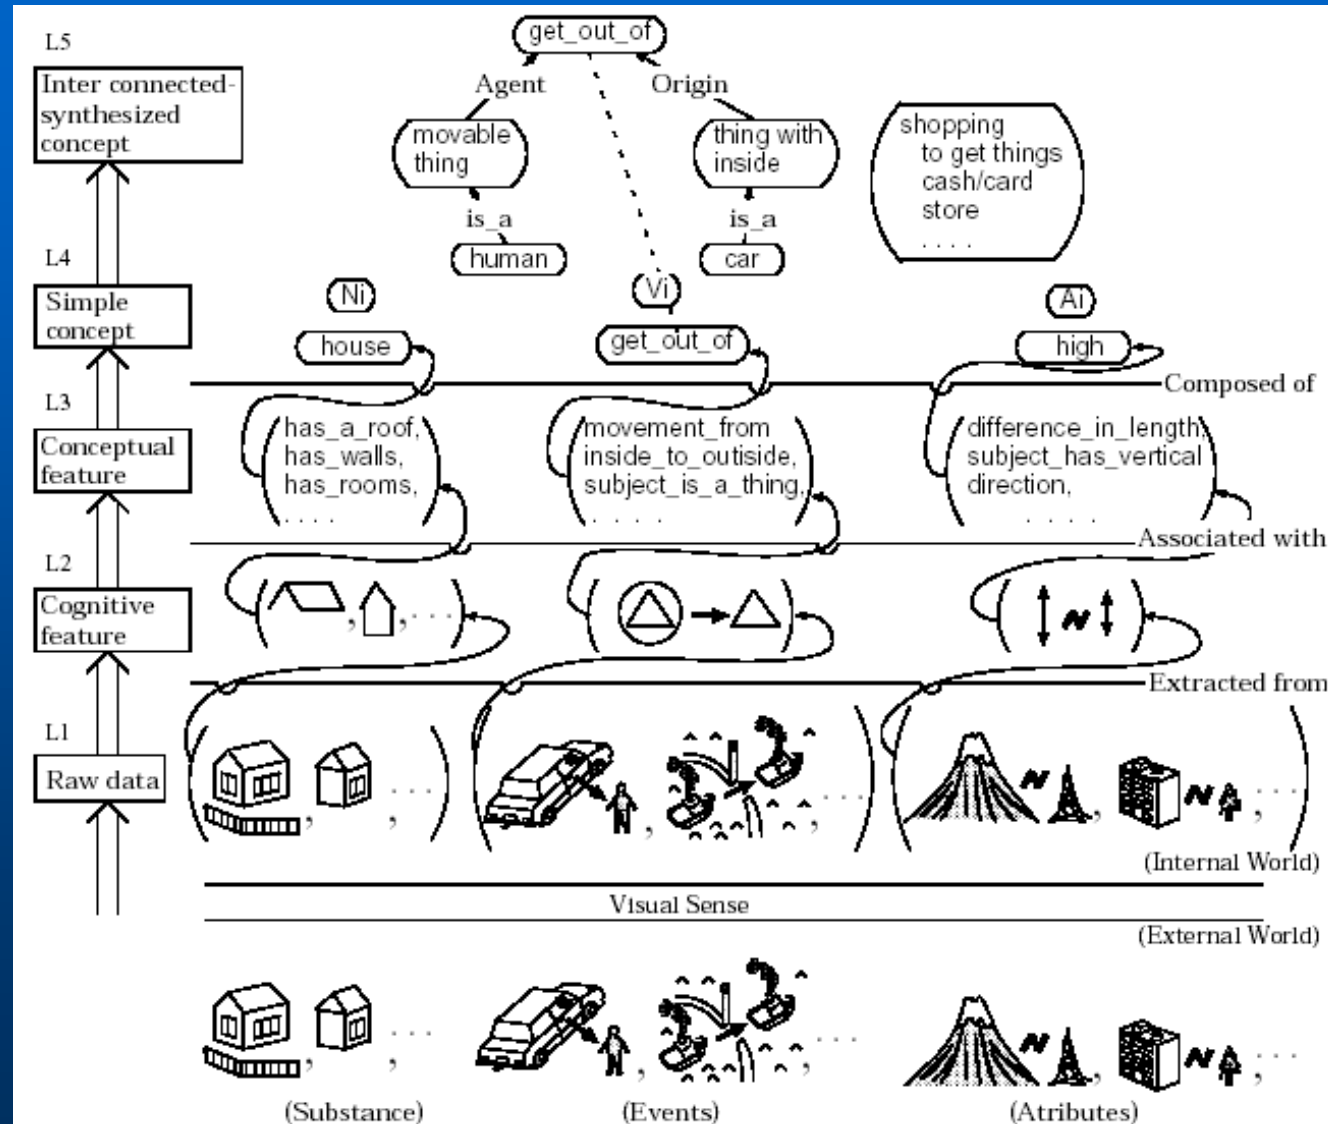 L5
Inter connected-
synthesized
concept
get_out_of
Agent
Origin
movable
thing
thing with
inside
shopping
to get things
cash/card
store
. . . .
is_a
is_a
human
car
L4
Simple
concept
Ni
Vi
Ai
house
get_out_of
high
Composed of
L3
Conceptual
feature
has_a_roof,
has_walls,
has_rooms,
. . . .
movement_from
inside_to_outiside,
subject_is_a_thing,
. . . .
difference_in_length,
subject_has_vertical
direction,
. . . .
Associated with
L2
Cognitive
feature
, , . . .
Extracted from
L1
Raw data
, , . . .
, , . . .
, , . . .
(Internal World)
Visual Sense
(External World)
, , . . .
, , . . .
, , . . .
(Substance)
(Events)
(Atributes)